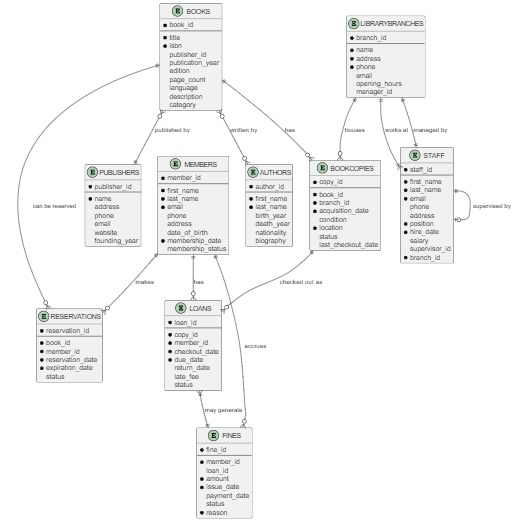 E BOOKS
book_id
title
isbn
publisher_id
publication_year
edition
page_count
language
description
category
E LIBRARYBRANCHES
branch_id
name
address
phone
email
opening_hours
manager_id
published by
written by
has
houses
works at
managed by
E PUBLISHERS
publisher_id
name
address
phone
email
website
founding_year
E MEMBERS
member_id
first_name
last_name
email
phone
address
date_of_birth
membership_date
membership_status
E AUTHORS
author_id
first_name
last_name
birth_year
death_year
nationality
biography
E BOOKCOPIES
copy_id
book_id
branch_id
acquisition_date
condition
location
status
last_checkout_date
E STAFF
staff_id
first_name
last_name
email
phone
address
position
hire_date
salary
supervisor_id
branch_id
supervised by
can be reserved
makes
has
checked out as
E RESERVATIONS
reservation_id
book_id
member_id
reservation_date
expiration_date
status
E LOANS
loan_id
copy_id
member_id
checkout_date
due_date
return_date
late_fee
status
accrues
may generate
E FINES
fine_id
member_id
loan_id
amount
issue_date
payment_date
status
reason